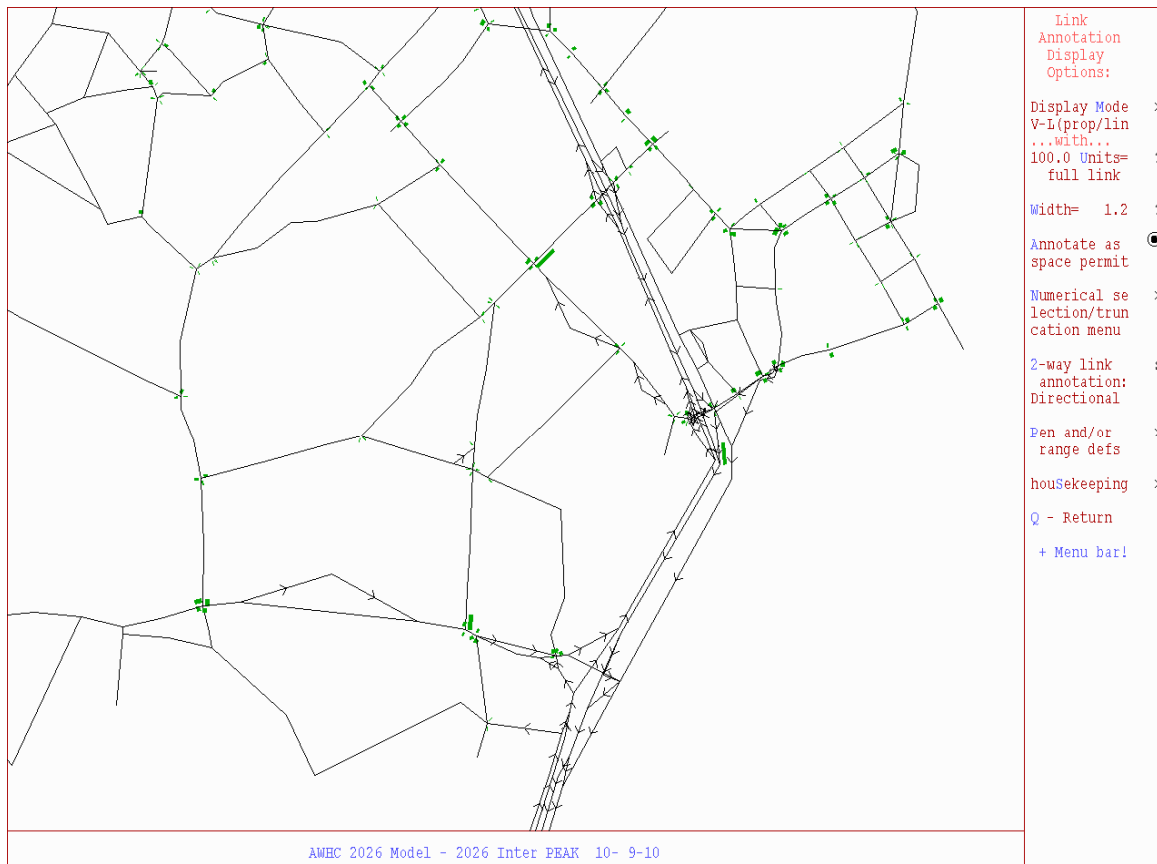 Link
Annotation
Display
Options:
Display Mode
V-L(prop/lin
...with...
100.0 Units=
full link
Width= 1.2
Annotate as
space permit
Numerical se
lection/trun
cation menu
2-way link
annotation:
Directional
Pen and/or
range defs
houSekeeping
Q - Return
+ Menu bar!
AWHC 2026 Model - 2026 Inter PEAK 10- 9-10